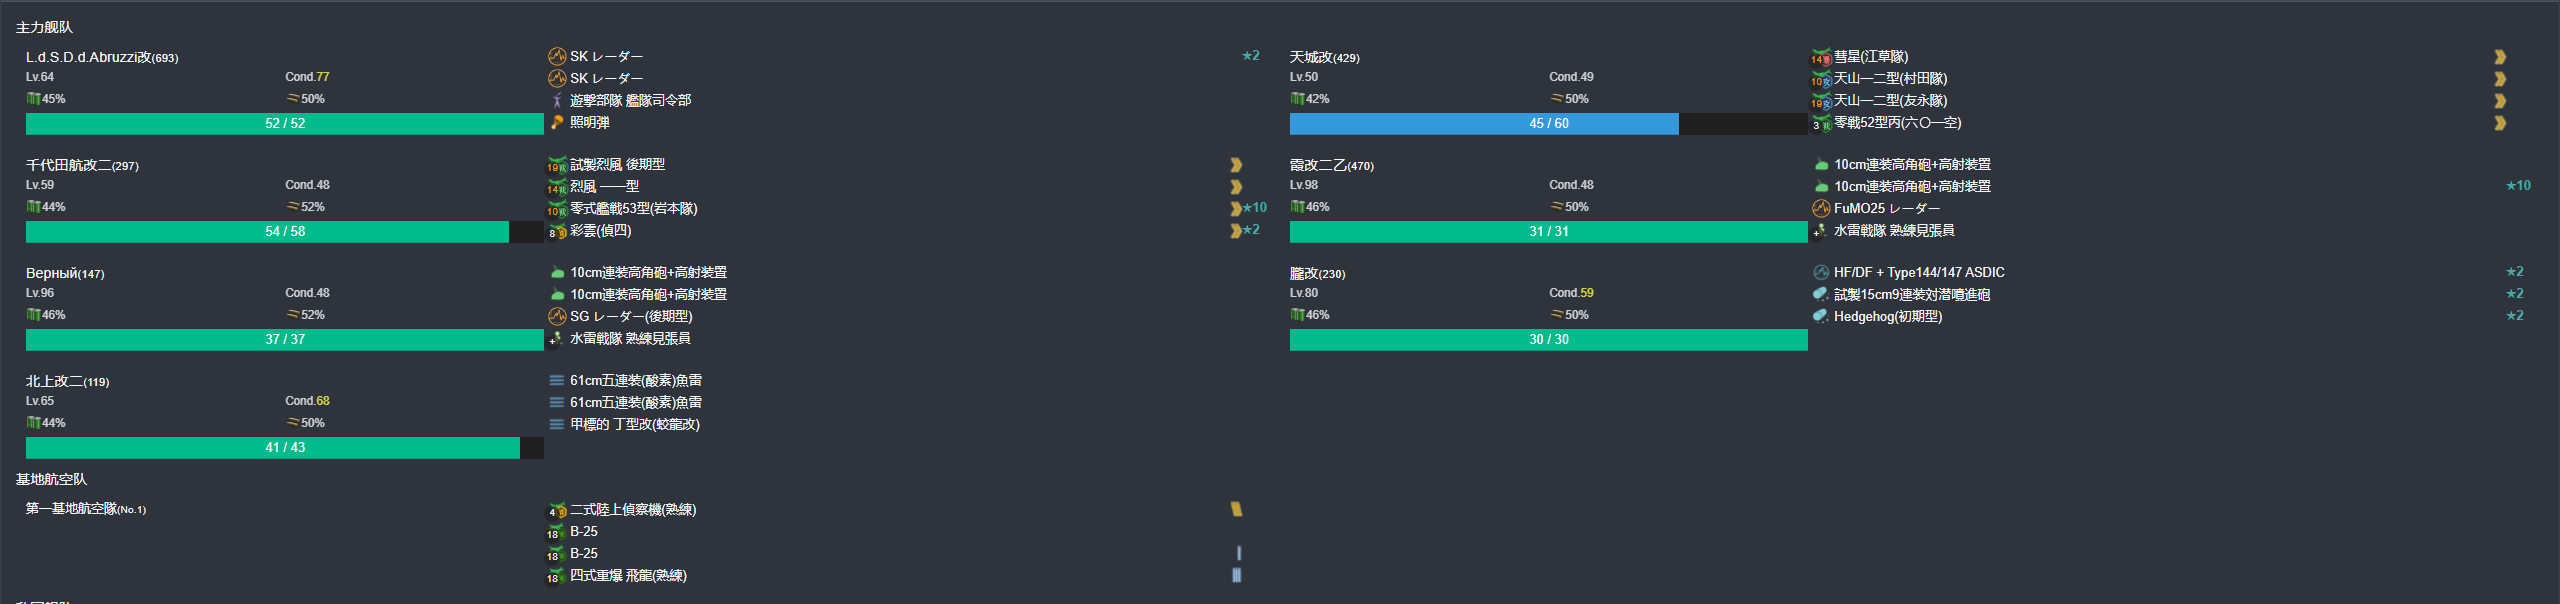 主力舰队
L.d.S.D.d.Abruzzi改(693)
Lv.64 Cond.77
45% 50%
52 / 52
SK レーダー ★2
SK レーダー
遊撃部隊 艦隊司令部
照明弾
天城改(429)
Lv.50 Cond.49
42% 50%
45 / 60
14 彗星(江草隊)
10 天山一二型(村田隊)
19 天山一二型(友永隊)
3 零戦52型丙(六〇一空)
千代田航改二(297)
Lv.59 Cond.48
44% 52%
54 / 58
19 試製烈風 後期型
14 烈風 一一型
10 零式艦戦53型(岩本隊) ★10
8 彩雲(偵四) ★2
霞改二乙(470)
Lv.98 Cond.48
46% 50%
31 / 31
10cm連装高角砲+高射装置
10cm連装高角砲+高射装置 ★10
FuMO25 レーダー
+ 水雷戦隊 熟練見張員
Верный(147)
Lv.96 Cond.48
46% 52%
37 / 37
10cm連装高角砲+高射装置
10cm連装高角砲+高射装置
SG レーダー(後期型)
+ 水雷戦隊 熟練見張員
朧改(230)
Lv.80 Cond.59
46% 50%
30 / 30
HF/DF + Type144/147 ASDIC ★2
試製15cm9連装対潜噴進砲 ★2
Hedgehog(初期型) ★2
北上改二(119)
Lv.65 Cond.68
44% 50%
41 / 43
61cm五連装(酸素)魚雷
61cm五連装(酸素)魚雷
甲標的 丁型改(蛟龍改)
基地航空队
第一基地航空隊(No.1)
4 二式陸上偵察機(熟練)
18 B-25
18 B-25
18 四式重爆 飛龍(熟練)